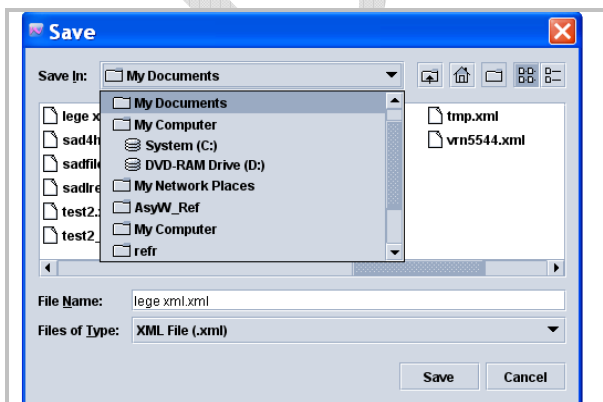 Save
Save In: My Documents
My Documents
My Computer
System (C:)
DVD-RAM Drive (D:)
My Network Places
AsyW_Ref
My Computer
refr
lege x
sad4h
sadfil
sadlre
test2.
test2_
tmp.xml
vrn5544.xml
File Name: lege xml.xml
Files of Type: XML File (.xml)
Save Cancel